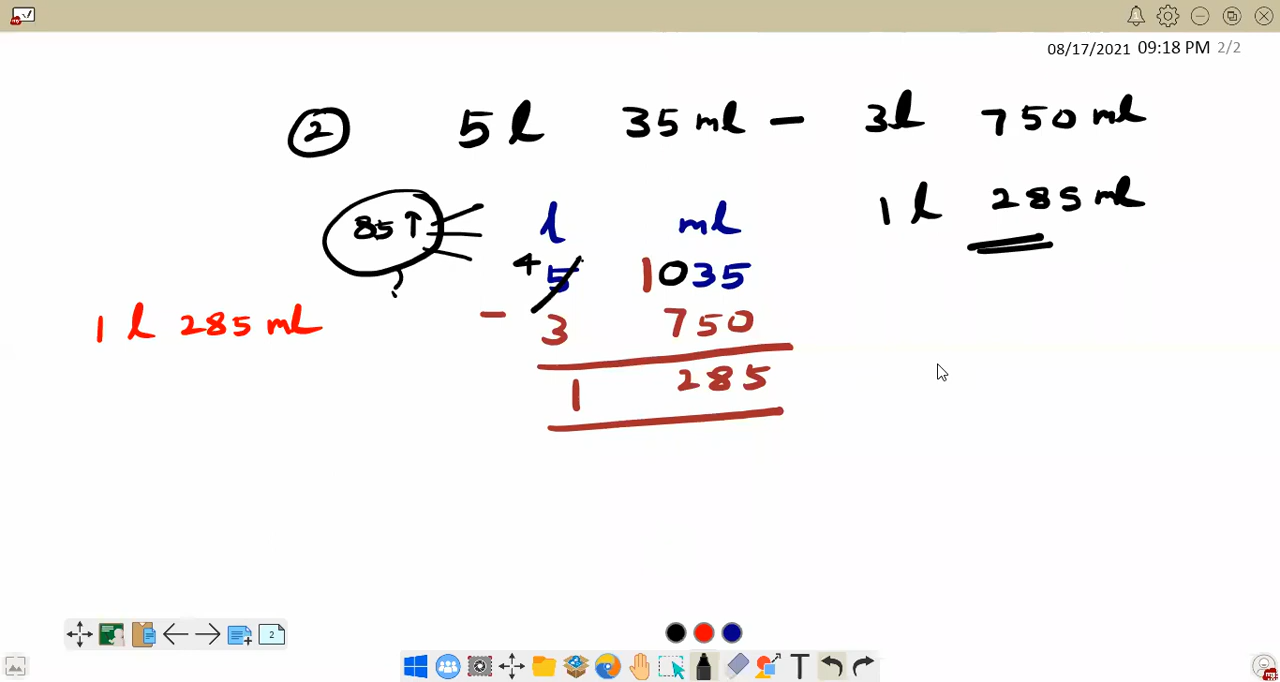 08/17/2021 09:18 PM 2/2
2 5 l 35 ml - 3 l 750 ml
1 l 285 ml
85 ↑
?
l ml
4 5 1035
- 3 750
1 l 285 ml
1 285
2
T